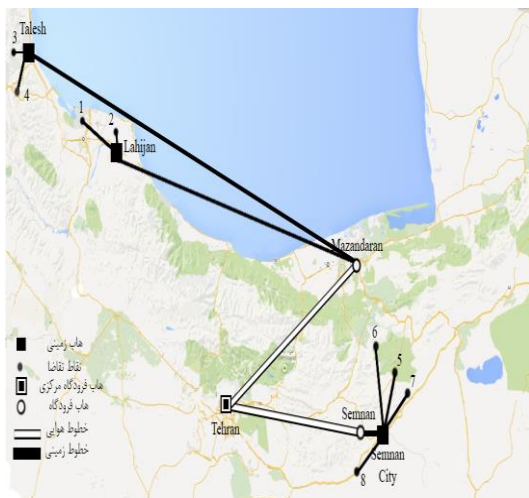 Talesh
3
4
1
2
Lahijan
Mazandaran
6
5
7
Tehran
Semnan
Semnan
City
8
هاب زمینی
نقاط تقاضا
هاب فرودگاه مرکزی
هاب فرودگاه
خطوط هوایی
خطوط زمینی